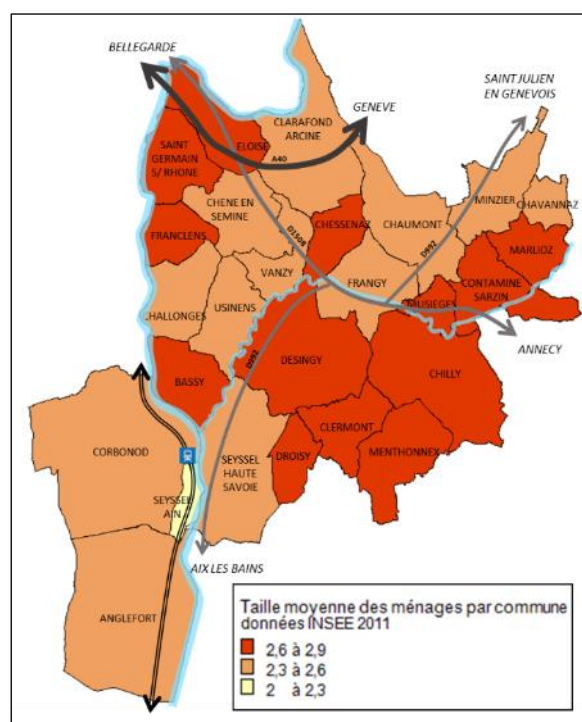 BELLEGARDE
SAINT JULIEN
EN GENEVOIS
GENEVE
CLARAFOND
ARCINE
ELOISE
SAINT
GERMAIN
S/ RHONE
A40
MINZIER
CHAVANNAZ
CHENE EN
SEMINE
CHESSENAZ
CHAUMONT
FRANCLENS
D1508
D992
MARLIOZ
VANZY
FRANGY
CONTAMINE
SARZIN
CHALLONGES
USINENS
MUSIEGES
ANNECY
DESINGY
D992
BASSY
CHILLY
CLERMONT
CORBONOD
SEYSSEL
HAUTE
SAVOIE
DROISY
MENTHONNEX
SEYSSEL
AIN
AIX LES BAINS
ANGLEFORT
Taille moyenne des ménages par commune
données INSEE 2011
2,6 à 2,9
2,3 à 2,6
2 à 2,3